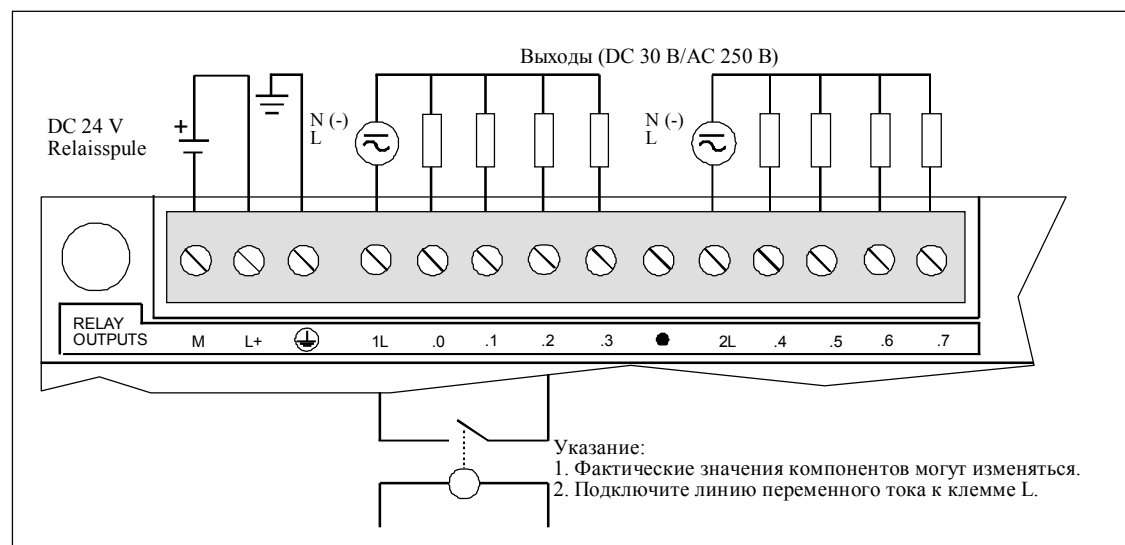 Выходы (DC 30 В/AC 250 В)
DC 24 V
Relaisspule
+
N (-)
L
N (-)
L
RELAY
OUTPUTS
M L+ 1L .0 .1 .2 .3 2L .4 .5 .6 .7
Указание:
1. Фактические значения компонентов могут изменяться.
2. Подключите линию переменного тока к клемме L.